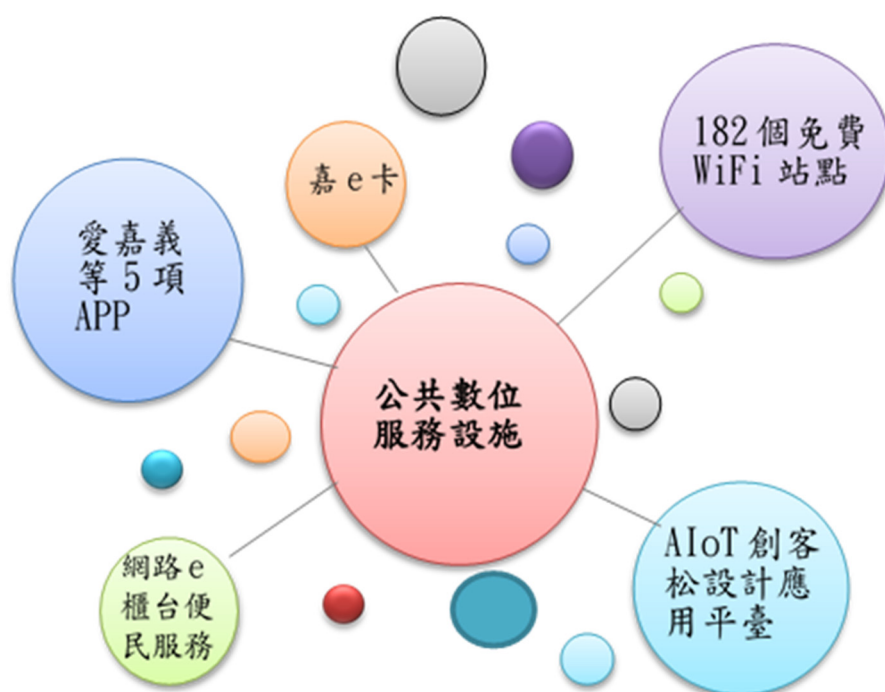 182個免費
WiFi站點
嘉e卡
愛嘉義
等5項
APP
公共數位
服務設施
AIoT創客
松設計應
用平臺
網路e
櫃台便
民服務